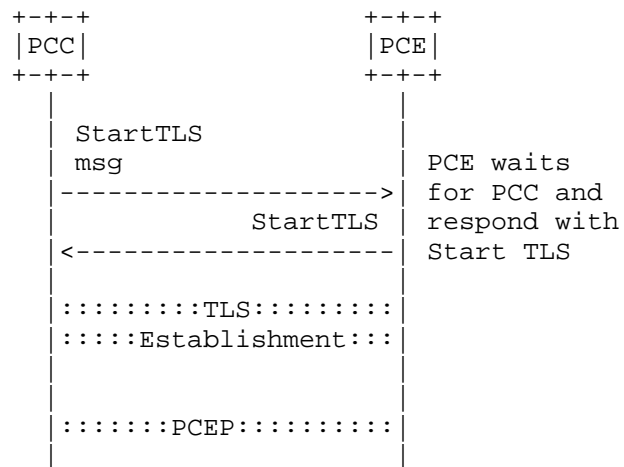 +-+-+                 +-+-+
|PCC|                 |PCE|
+-+-+                 +-+-+
  |                     |
  | StartTLS            |
  | msg                 | PCE waits
  |-------------------->| for PCC and
  |            StartTLS | respond with
  |<--------------------| Start TLS
  |                     |
  |:::::::::TLS:::::::::|
  |:::::Establishment:::|
  |                     |
  |                     |
  |:::::::PCEP::::::::::|
  |                     |